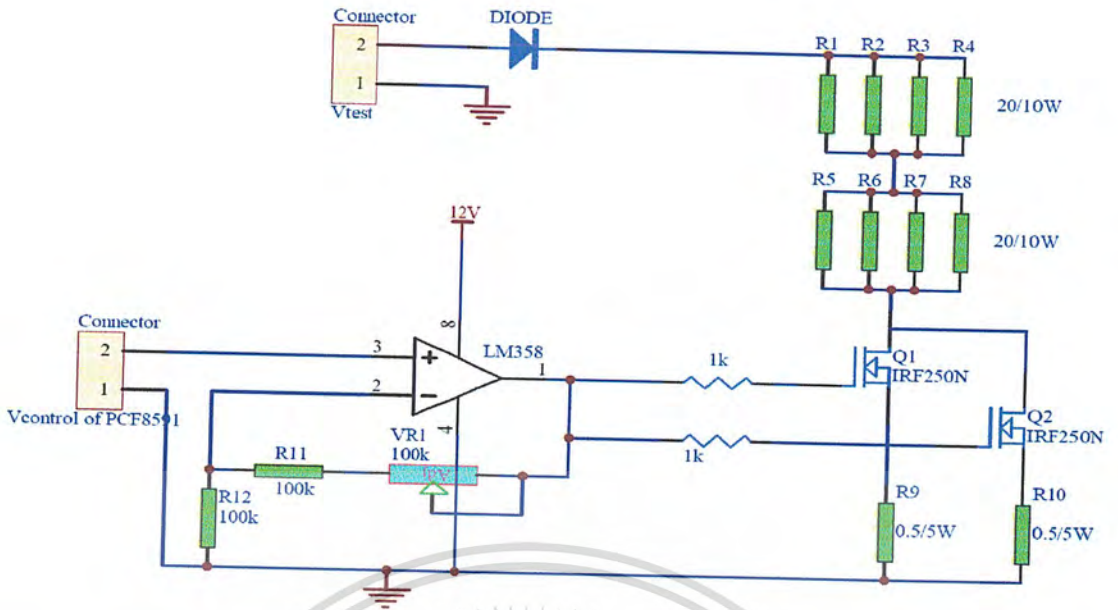 Connector
DIODE
2
1
Vtest
R1 R2 R3 R4
20/10W
R5 R6 R7 R8
20/10W
12V
8
Connector
2
1
Vcontrol of PCF8591
3
2
+
−
LM358
1
4
1k
1k
Q1
IRF250N
Q2
IRF250N
VR1
100k
R11
100k
R12
100k
R9
0.5/5W
R10
0.5/5W